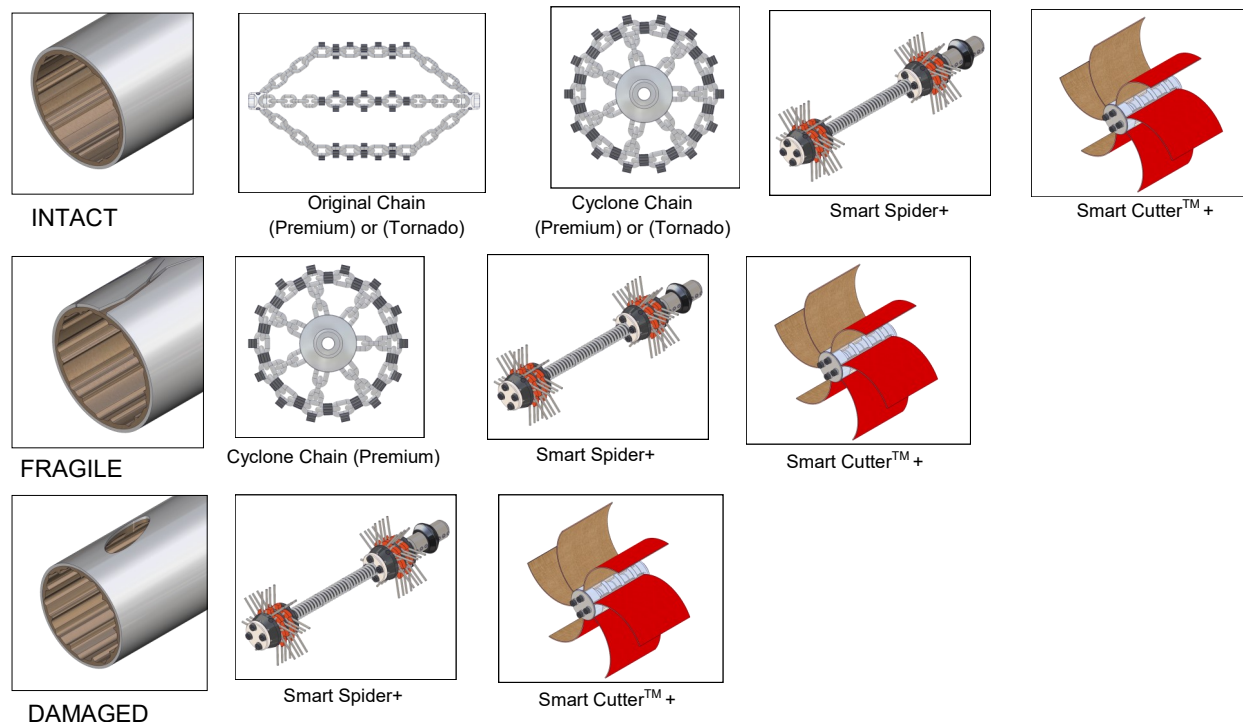 INTACT
Original Chain
(Premium) or (Tornado)
Cyclone Chain
(Premium) or (Tornado)
Smart Spider+
Smart Cutter™ +
FRAGILE
Cyclone Chain (Premium)
Smart Spider+
Smart Cutter™ +
DAMAGED
Smart Spider+
Smart Cutter™ +